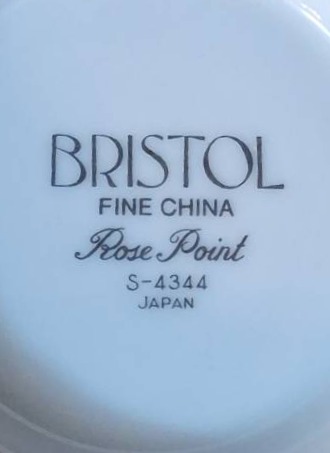 BRISTOL
FINE CHINA
Rose Point
S-4344
JAPAN